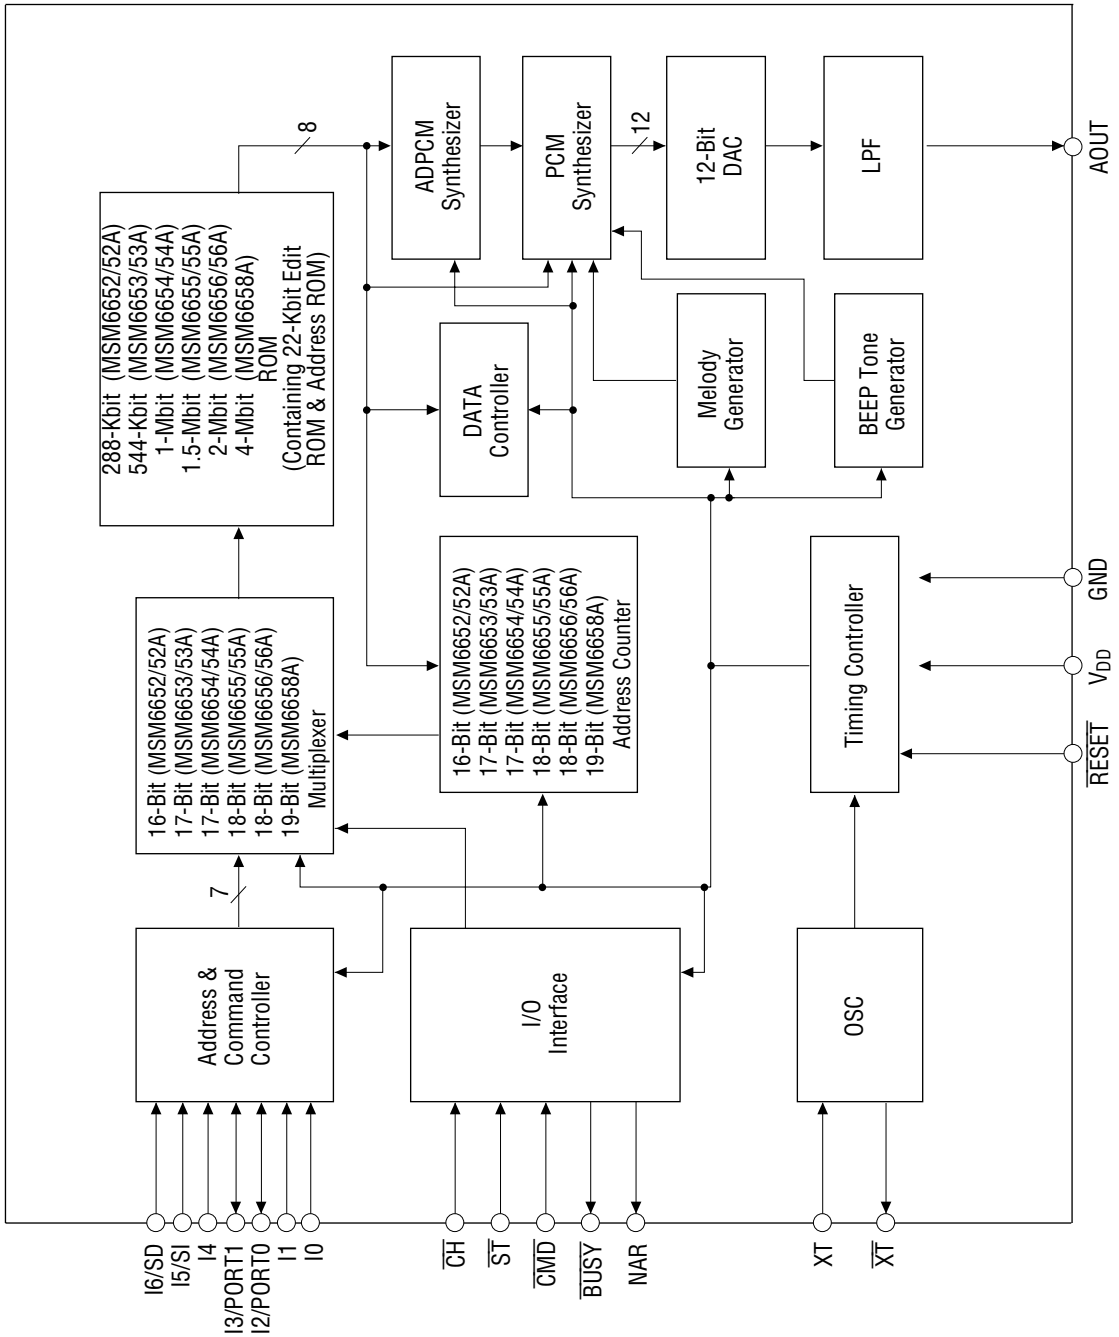 288-Kbit (MSM6652/52A)
544-Kbit (MSM6653/53A)
1-Mbit (MSM6654/54A)
1.5-Mbit (MSM6655/55A)
2-Mbit (MSM6656/56A)
4-Mbit (MSM6658A)
ROM
(Containing 22-Kbit Edit
ROM & Address ROM)
8
16-Bit (MSM6652/52A)
17-Bit (MSM6653/53A)
17-Bit (MSM6654/54A)
18-Bit (MSM6655/55A)
18-Bit (MSM6656/56A)
19-Bit (MSM6658A)
Multiplexer
7
Address &
Command
Controller
I6/SD
I5/SI
I4
I3/PORT1
I2/PORT0
I1
I0
ADPCM
Synthesizer
PCM
Synthesizer
12
12-Bit
DAC
LPF
AOUT
DATA
Controller
Melody
Generator
BEEP Tone
Generator
16-Bit (MSM6652/52A)
17-Bit (MSM6653/53A)
17-Bit (MSM6654/54A)
18-Bit (MSM6655/55A)
18-Bit (MSM6656/56A)
19-Bit (MSM6658A)
Address Counter
Timing Controller
GND
VDD
RESET
I/O
Interface
CH
ST
CMD
BUSY
NAR
OSC
XT
XT